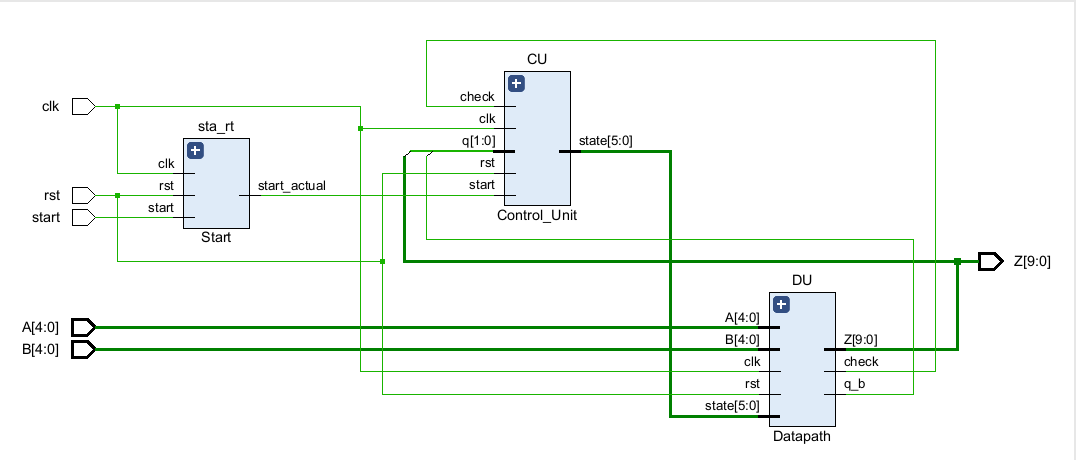 CU
check
clk
clk
sta_rt
q[1:0]
state[5:0]
clk
rst
rst
rst
start_actual
start
start
start
Start
Control_Unit
Z[9:0]
DU
A[4:0]
A[4:0]
B[4:0]
B[4:0]
Z[9:0]
clk
check
rst
q_b
state[5:0]
Datapath